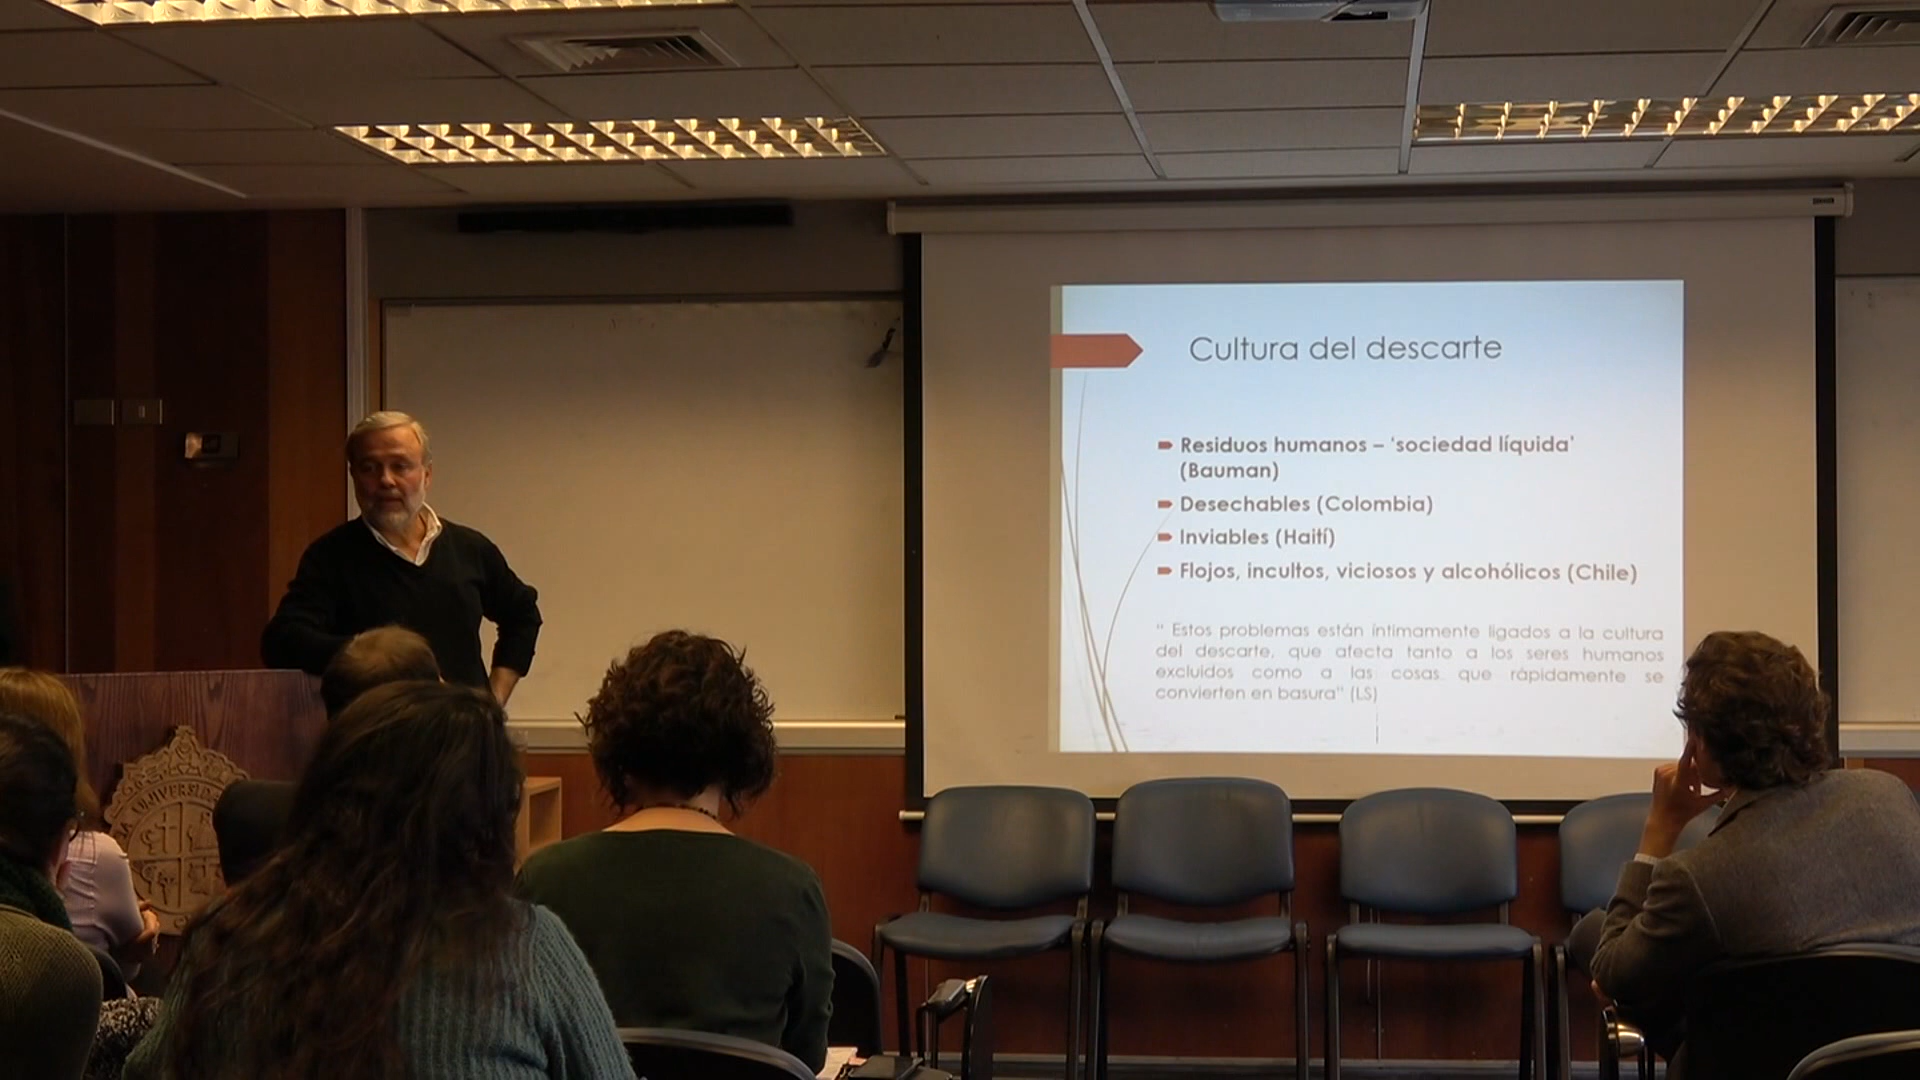 Cultura del descarte
Residuos humanos – ‘sociedad líquida’
(Bauman)
Desechables (Colombia)
Inviables (Haití)
Flojos, incultos, viciosos y alcohólicos (Chile)
“ Estos problemas están íntimamente ligados a la cultura
del descarte, que afecta tanto a los seres humanos
excluidos como a las cosas que rápidamente se
convierten en basura” (LS)